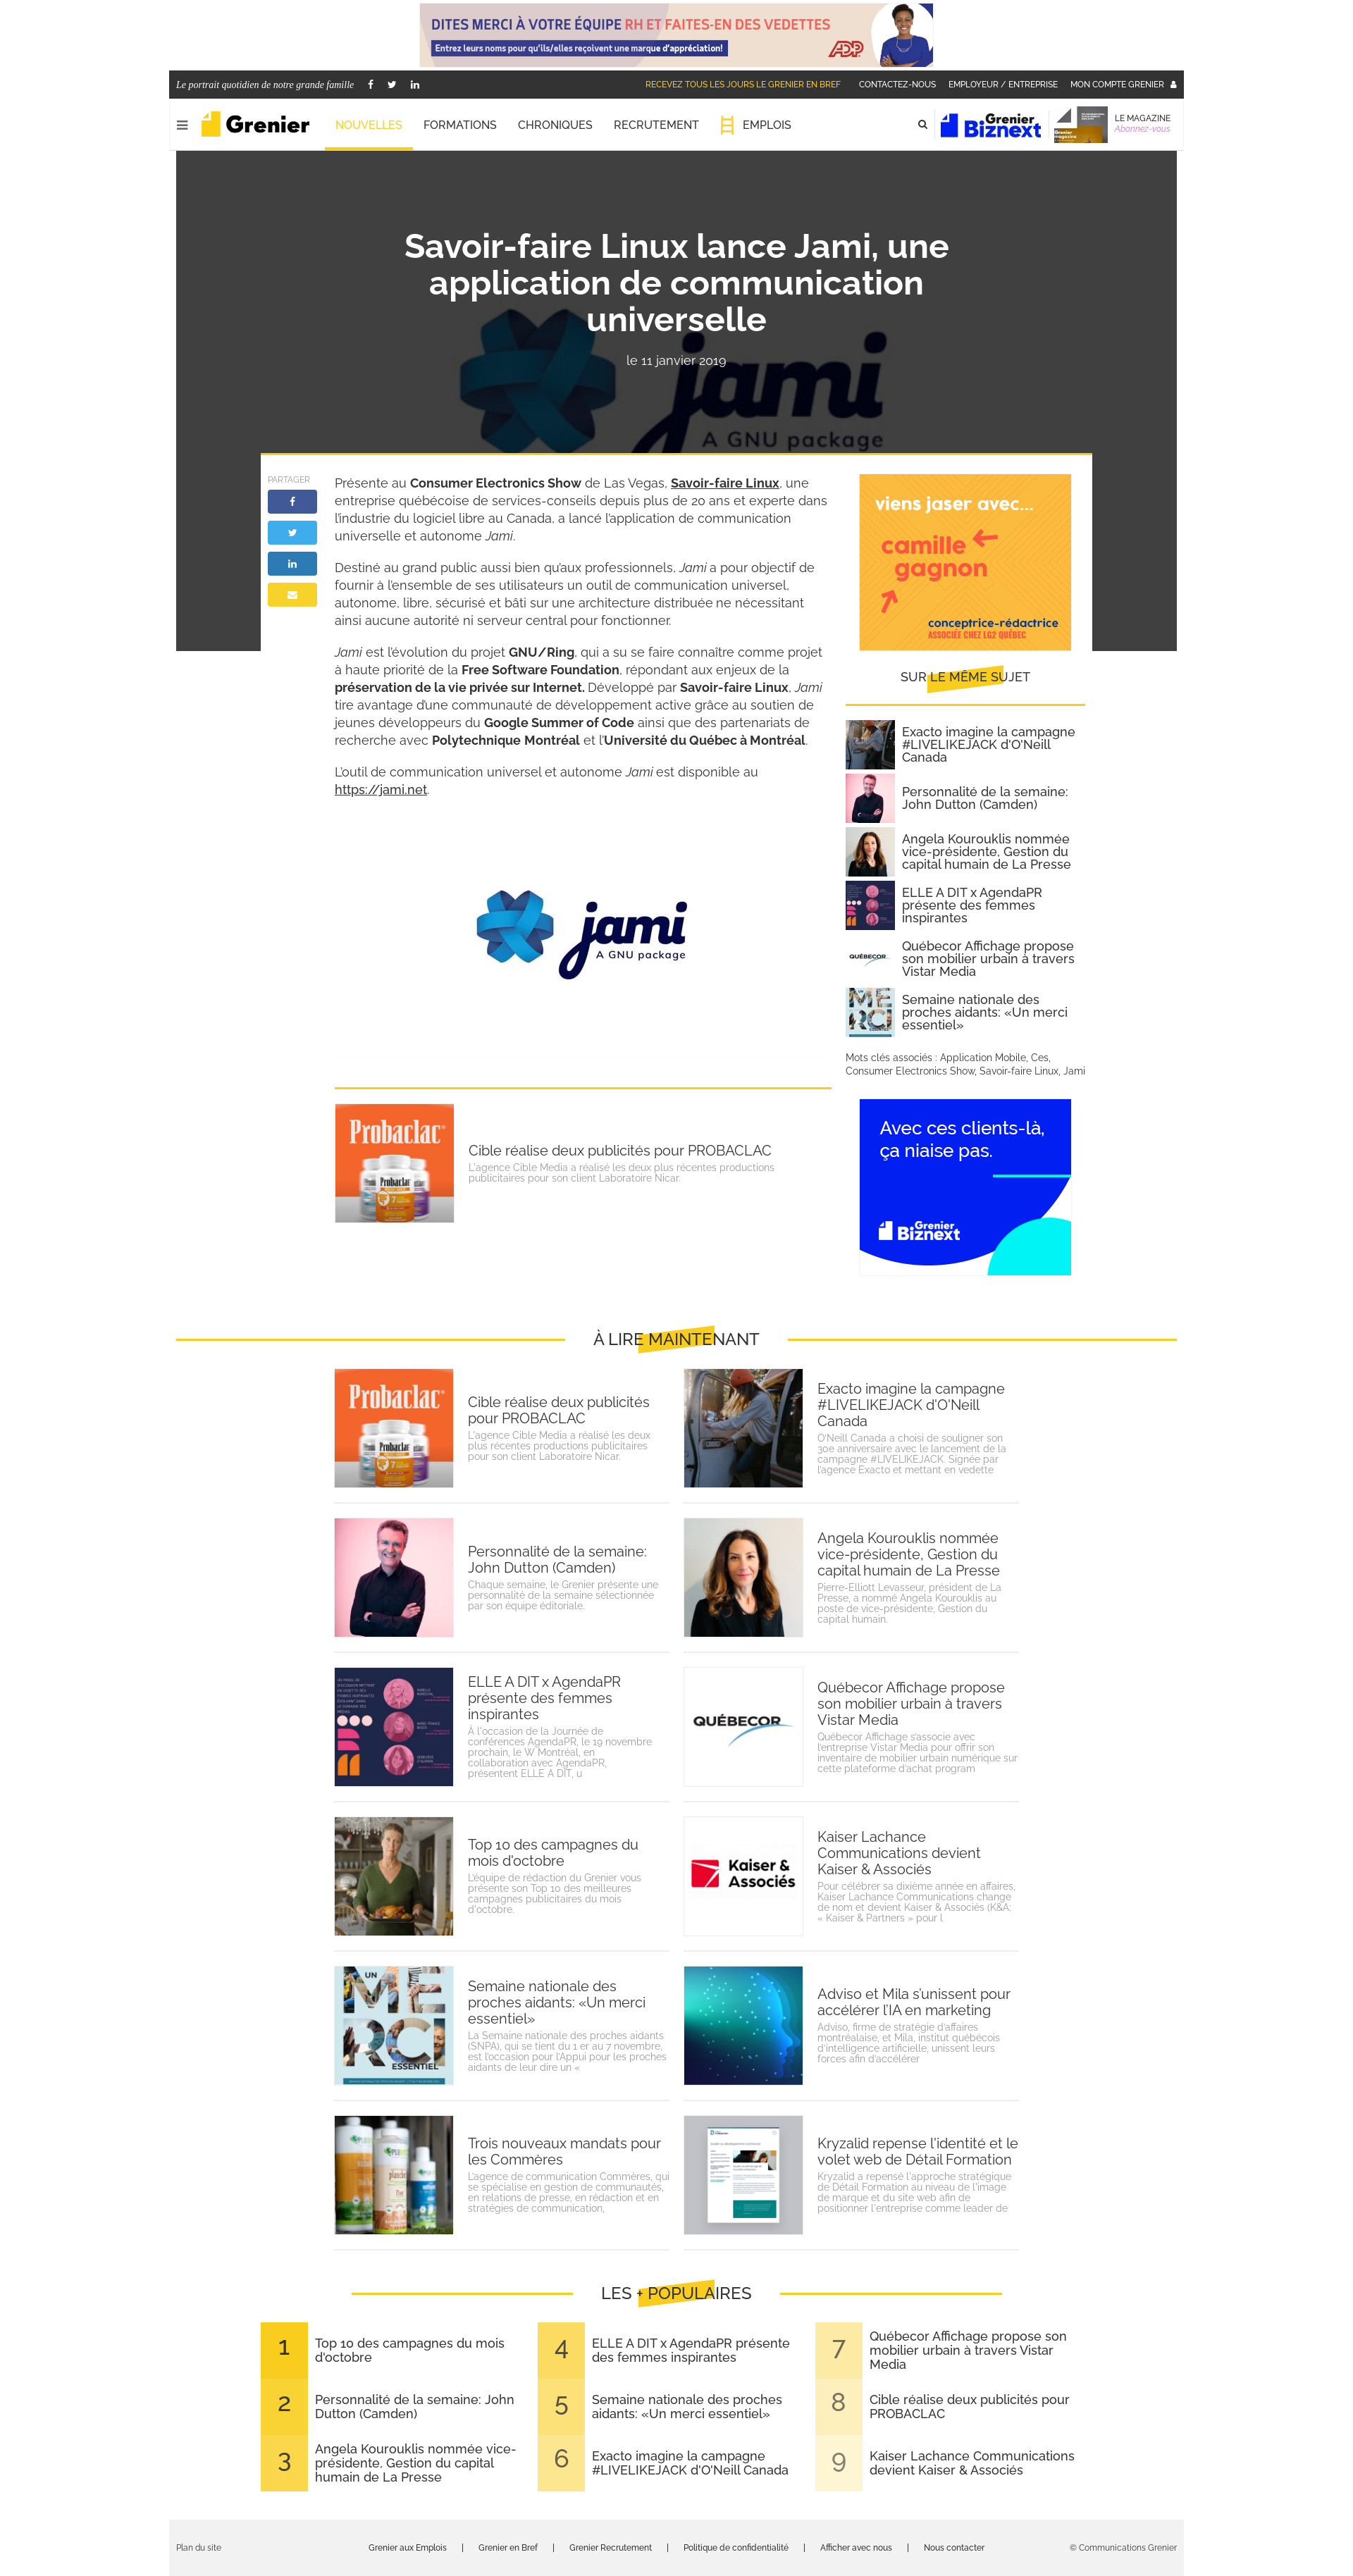 DITES MERCI À VOTRE ÉQUIPE RH ET FAITES-EN DES VEDETTES
Entrez leurs noms pour qu'ils/elles reçoivent une marque d'appréciation!
ADP
Le portrait quotidien de notre grande famille
RECEVEZ TOUS LES JOURS LE GRENIER EN BREF
CONTACTEZ-NOUS
EMPLOYEUR / ENTREPRISE
MON COMPTE GRENIER
Grenier
NOUVELLES
FORMATIONS
CHRONIQUES
RECRUTEMENT
EMPLOIS
Grenier
Biznext
LE MAGAZINE
Abonnez-vous
Savoir-faire Linux lance Jami, une
application de communication
universelle
le 11 janvier 2019
jami
A GNU package
PARTAGER
Présente au Consumer Electronics Show de Las Vegas, Savoir-faire Linux, une
entreprise québécoise de services-conseils depuis plus de 20 ans et experte dans
l'industrie du logiciel libre au Canada, a lancé l'application de communication
universelle et autonome Jami.
Destiné au grand public aussi bien qu'aux professionnels, Jami a pour objectif de
fournir à l'ensemble de ses utilisateurs un outil de communication universel,
autonome, libre, sécurisé et bâti sur une architecture distribuée ne nécessitant
ainsi aucune autorité ni serveur central pour fonctionner.
Jami est l'évolution du projet GNU/Ring, qui a su se faire connaître comme projet
à haute priorité de la Free Software Foundation, répondant aux enjeux de la
préservation de la vie privée sur Internet. Développé par Savoir-faire Linux, Jami
tire avantage d'une communauté de développement active grâce au soutien de
jeunes développeurs du Google Summer of Code ainsi que des partenariats de
recherche avec Polytechnique Montréal et l'Université du Québec à Montréal.
L'outil de communication universel et autonome Jami est disponible au
https://jami.net.
jami
A GNU package
Probaclac
Cible réalise deux publicités pour PROBACLAC
L'agence Cible Media a réalisé les deux plus récentes productions
publicitaires pour son client Laboratoire Nicar.
viens jaser avec...
camille
gagnon
conceptrice-rédactrice
ASSOCIÉE CHEZ LG2 QUÉBEC
SUR LE MÊME SUJET
Exacto imagine la campagne
#LIVELIKEJACK d'O'Neill
Canada
Personnalité de la semaine:
John Dutton (Camden)
Angela Kourouklis nommée
vice-présidente, Gestion du
capital humain de La Presse
ELLE A DIT x AgendaPR
présente des femmes
inspirantes
QUÉBECOR
Québecor Affichage propose
son mobilier urbain à travers
Vistar Media
UN
MERCI
Semaine nationale des
proches aidants: «Un merci
essentiel»
Mots clés associés : Application Mobile, Ces,
Consumer Electronics Show, Savoir-faire Linux, Jami
Avec ces clients-là,
ça niaise pas.
Grenier
Biznext
À LIRE MAINTENANT
Probaclac
Cible réalise deux publicités
pour PROBACLAC
L'agence Cible Media a réalisé les deux
plus récentes productions publicitaires
pour son client Laboratoire Nicar.
Exacto imagine la campagne
#LIVELIKEJACK d'O'Neill
Canada
O'Neill Canada a choisi de souligner son
30e anniversaire avec le lancement de la
campagne #LIVELIKEJACK. Signée par
l'agence Exacto et mettant en vedette
Personnalité de la semaine:
John Dutton (Camden)
Chaque semaine, le Grenier présente une
personnalité de la semaine sélectionnée
par son équipe éditoriale.
Angela Kourouklis nommée
vice-présidente, Gestion du
capital humain de La Presse
Pierre-Elliott Levasseur, président de La
Presse, a nommé Angela Kourouklis au
poste de vice-présidente, Gestion du
capital humain.
ELLE A DIT x AgendaPR
présente des femmes
inspirantes
À l'occasion de la Journée de
conférences AgendaPR, le 19 novembre
prochain, le W Montréal, en
collaboration avec AgendaPR,
présentent ELLE A DIT, u
QUÉBECOR
Québecor Affichage propose
son mobilier urbain à travers
Vistar Media
Québecor Affichage s'associe avec
l'entreprise Vistar Media pour offrir son
inventaire de mobilier urbain numérique sur
cette plateforme d'achat program
Top 10 des campagnes du
mois d'octobre
L'équipe de rédaction du Grenier vous
présente son Top 10 des meilleures
campagnes publicitaires du mois
d'octobre.
Kaiser &
Associés
Kaiser Lachance
Communications devient
Kaiser & Associés
Pour célébrer sa dixième année en affaires,
Kaiser Lachance Communications change
de nom et devient Kaiser & Associés (K&A;
« Kaiser & Partners » pour l
UN
MERCI
ESSENTIEL
Semaine nationale des
proches aidants: «Un merci
essentiel»
La Semaine nationale des proches aidants
(SNPA), qui se tient du 1 er au 7 novembre,
est l'occasion pour l'Appui pour les proches
aidants de leur dire un «
Adviso et Mila s'unissent pour
accélérer l'IA en marketing
Adviso, firme de stratégie d'affaires
montréalaise, et Mila, institut québécois
d'intelligence artificielle, unissent leurs
forces afin d'accélérer
Trois nouveaux mandats pour
les Commères
L'agence de communication Commères, qui
se spécialise en gestion de communautés,
en relations de presse, en rédaction et en
stratégies de communication,
Kryzalid repense l'identité et le
volet web de Détail Formation
Kryzalid a repensé l'approche stratégique
de Détail Formation au niveau de l'image
de marque et du site web afin de
positionner l'entreprise comme leader de
LES + POPULAIRES
1
Top 10 des campagnes du mois
d'octobre
2
Personnalité de la semaine: John
Dutton (Camden)
3
Angela Kourouklis nommée vice-
présidente, Gestion du capital
humain de La Presse
4
ELLE A DIT x AgendaPR présente
des femmes inspirantes
5
Semaine nationale des proches
aidants: «Un merci essentiel»
6
Exacto imagine la campagne
#LIVELIKEJACK d'O'Neill Canada
7
Québecor Affichage propose son
mobilier urbain à travers Vistar
Media
8
Cible réalise deux publicités pour
PROBACLAC
9
Kaiser Lachance Communications
devient Kaiser & Associés
Plan du site
Grenier aux Emplois | Grenier en Bref | Grenier Recrutement | Politique de confidentialité | Afficher avec nous | Nous contacter
© Communications Grenier